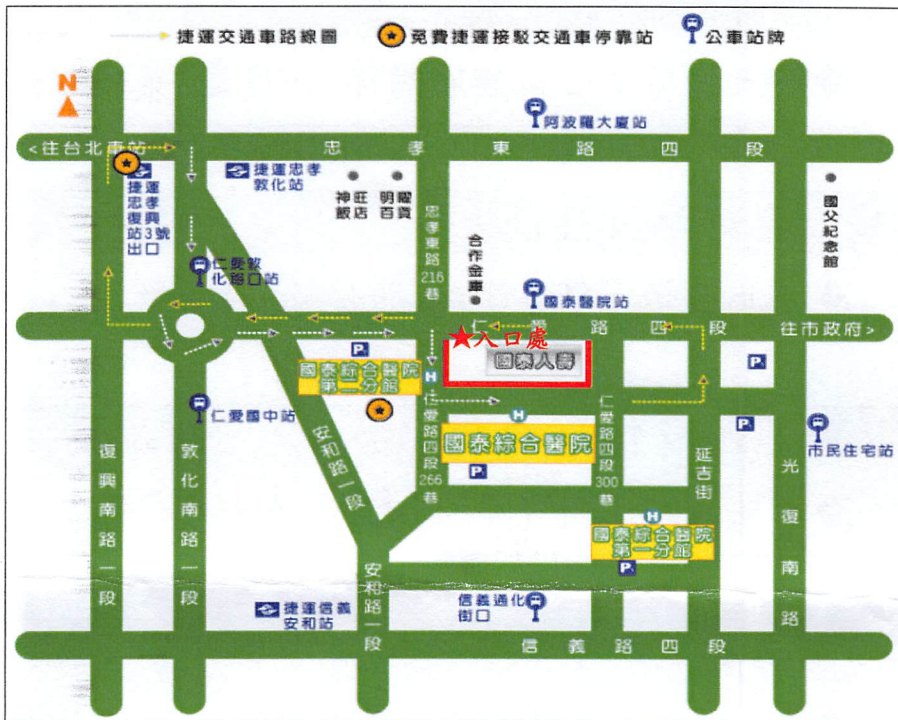 捷運交通車路線圖
免費捷運接駁交通車停靠站
公車站牌
N
阿波羅大廈站
<往台北車站
忠孝東路四段
捷運
忠孝
復興
站3號
出口
捷運忠孝
敦化站
神旺
飯店
明曜
百貨
忠孝東路216巷
合作金庫
國父紀念館
仁愛敦
化路口站
國泰醫院站
仁愛路四段
往市政府>
★入口處
國泰人壽
P
P
國泰綜合醫院
第二分館
H
H
仁愛路四段266巷
仁愛路四段300巷
仁愛國中站
國泰綜合醫院
P
P
市民住宅站
復興南路一段
敦化南路一段
安和路一段
延吉街
光復南路
H
國泰綜合醫院
第一分館
P
安和路一段
捷運信義
安和站
信義通化
街口
信義路四段